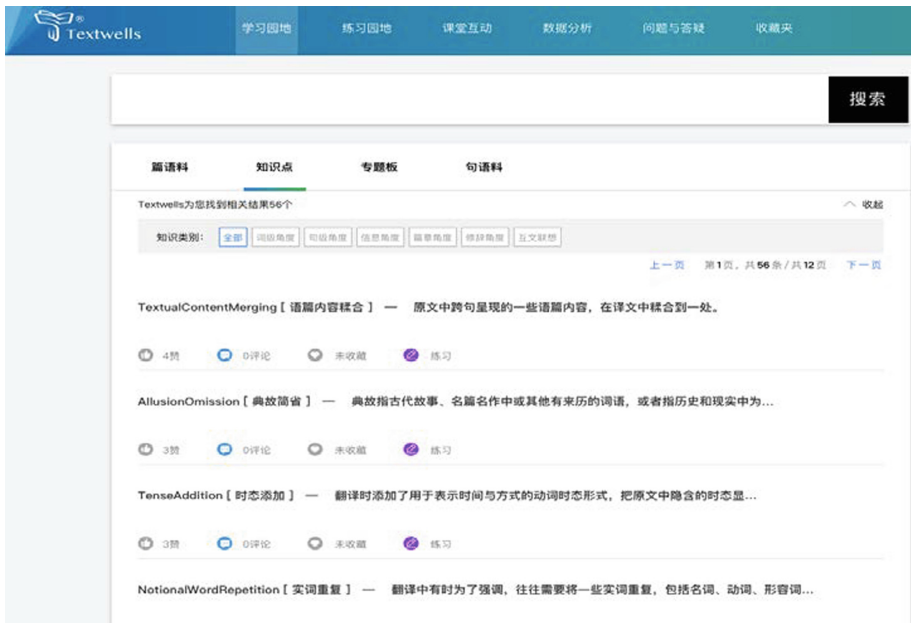 Textwells®
学习园地 练习园地 课堂互动 数据分析 问题与答疑 收藏夹
搜索
篇语料 知识点 专题板 句语料
Textwells为您找到相关结果56个 收起
知识类别： 全部 词级角度 句级角度 信息角度 篇章角度 修辞角度 互文联想
上一页 第1页，共56条/共12页 下一页
TextualContentMerging [ 语篇内容糅合 ] — 原文中跨句呈现的一些语篇内容，在译文中糅合到一处。
4赞 0评论 未收藏 练习
AllusionOmission [ 典故简省 ] — 典故指古代故事、名篇名作中或其他有来历的词语，或者指历史和现实中为...
3赞 0评论 未收藏 练习
TenseAddition [ 时态添加 ] — 翻译时添加了用于表示时间与方式的动词时态形式，把原文中隐含的时态显...
3赞 0评论 未收藏 练习
NotionalWordRepetition [ 实词重复 ] — 翻译中有时为了强调，往往需要将一些实词重复，包括名词、动词、形容词...